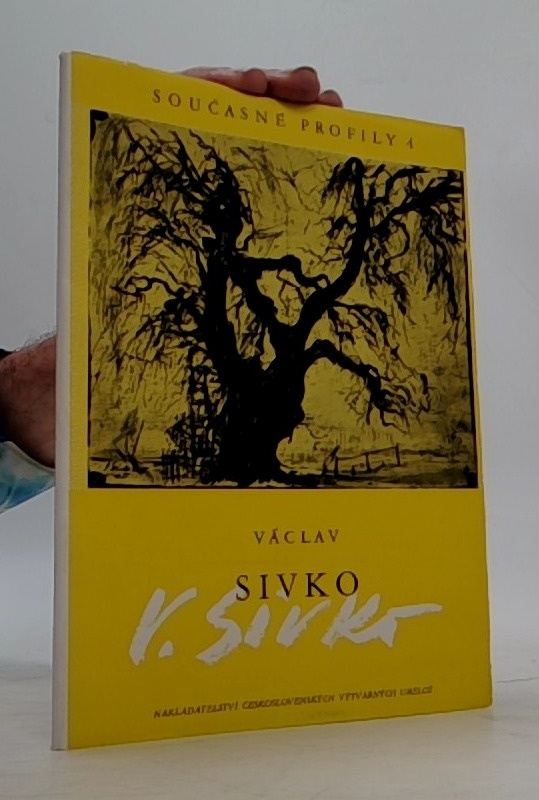 SOUČASNÉ PROFILY 4
VÁCLAV
SIVKO
V. Sivko
NAKLADATELSTVÍ ČESKOSLOVENSKÝCH VÝTVARNÝCH UMĚLCŮ